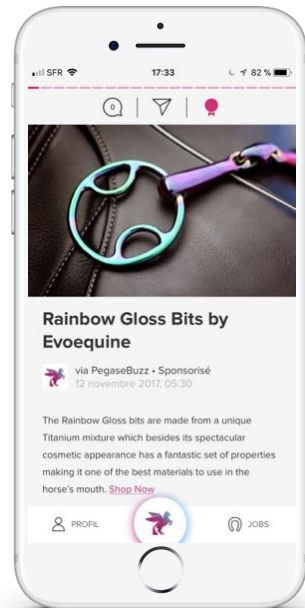 SFR 17:33 82 %
0
Rainbow Gloss Bits by
Evoequine
via PegaseBuzz • Sponsorisé
12 novembre 2017, 05:30
The Rainbow Gloss bits are made from a unique
Titanium mixture which besides its spectacular
cosmetic appearance has a fantastic set of properties
making it one of the best materials to use in the
horse's mouth. Shop Now
PROFIL JOBS